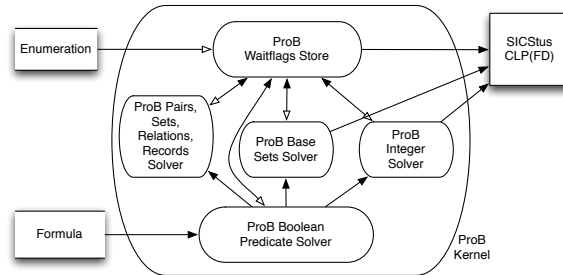 Enumeration
ProB
Waitflags Store
SICStus
CLP(FD)
ProB Pairs,
Sets,
Relations,
Records
Solver
ProB Base
Sets Solver
ProB
Integer
Solver
Formula
ProB Boolean
Predicate Solver
ProB
Kernel